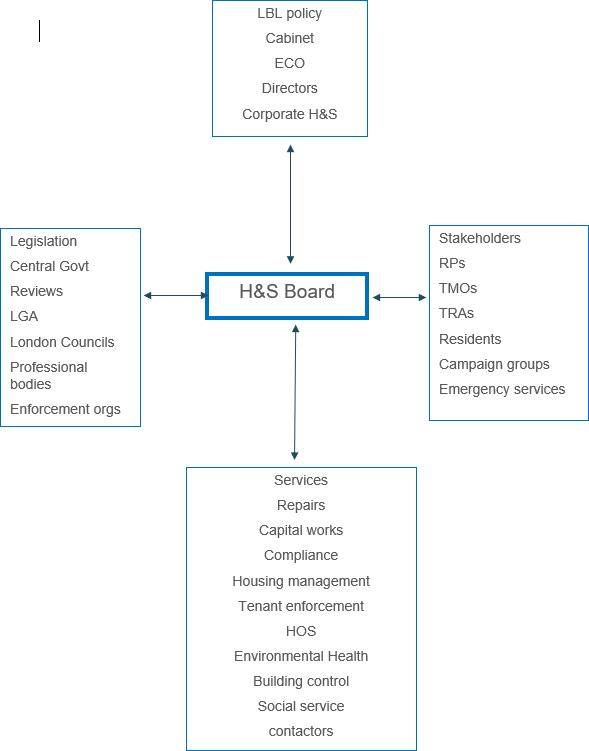 LBL policy
Cabinet
ECO
Directors
Corporate H&S
Legislation
Central Govt
Reviews
LGA
London Councils
Professional
bodies
Enforcement orgs
H&S Board
Stakeholders
RPs
TMOs
TRAs
Residents
Campaign groups
Emergency services
Services
Repairs
Capital works
Compliance
Housing management
Tenant enforcement
HOS
Environmental Health
Building control
Social service
contactors